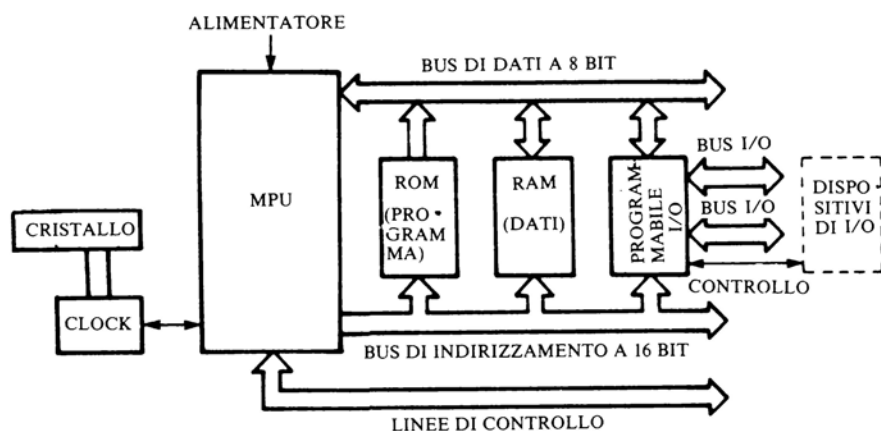 ALIMENTATORE
BUS DI DATI A 8 BIT
MPU
ROM
(PRO•
GRAM
MA)
RAM
(DATI)
PROGRAM-
MABILE
I/O
BUS I/O
BUS I/O
DISPO-
SITIVI
DI I/O
CONTROLLO
CRISTALLO
CLOCK
BUS DI INDIRIZZAMENTO A 16 BIT
LINEE DI CONTROLLO